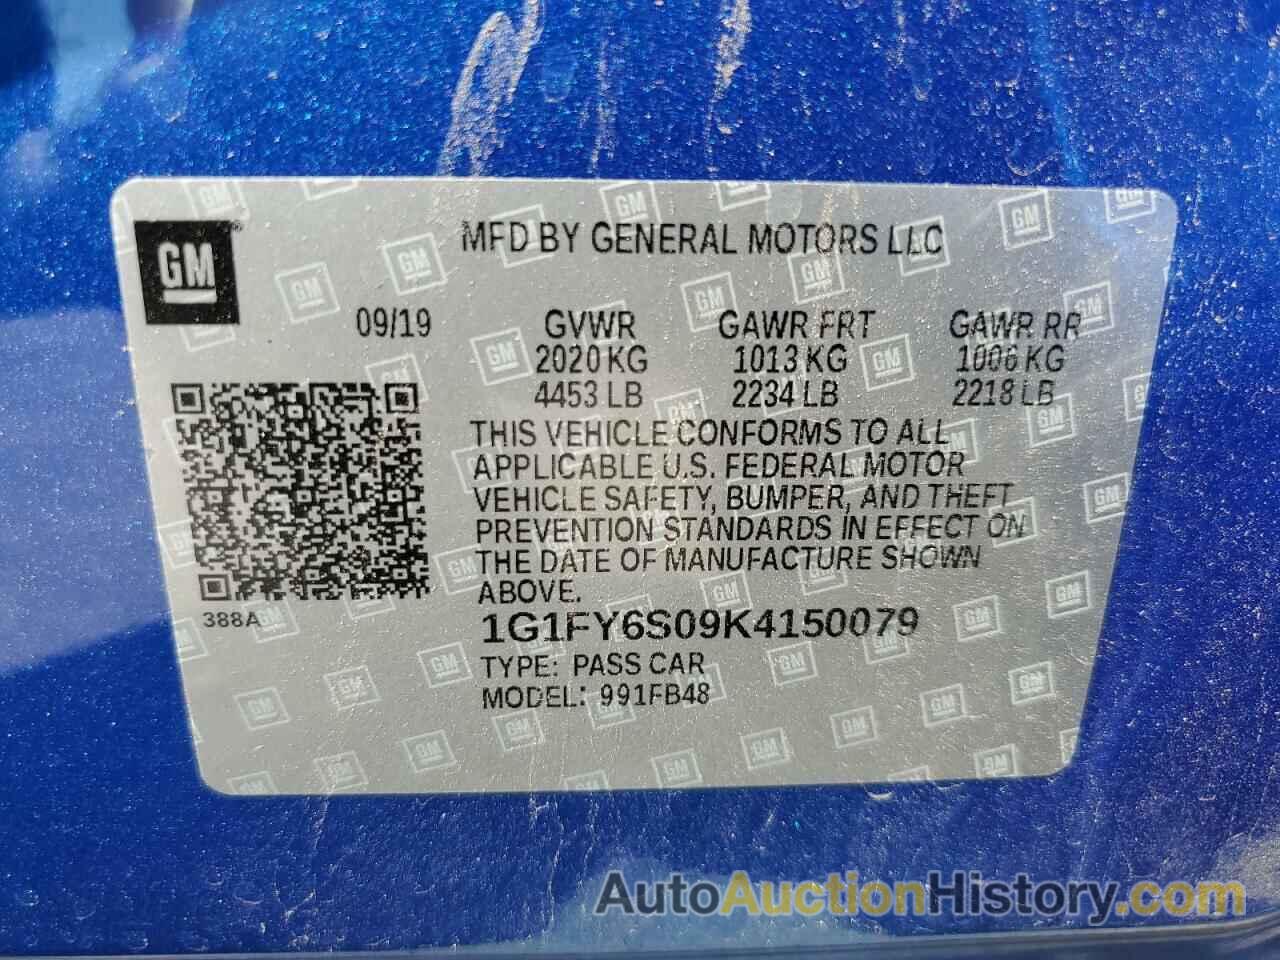 GM
MFD BY GENERAL MOTORS LLC
09/19 GVWR GAWR FRT GAWR RR
2020 KG 1013 KG 1006 KG
4453 LB 2234 LB 2218 LB
THIS VEHICLE CONFORMS TO ALL
APPLICABLE U.S. FEDERAL MOTOR
VEHICLE SAFETY, BUMPER, AND THEFT
PREVENTION STANDARDS IN EFFECT ON
THE DATE OF MANUFACTURE SHOWN
ABOVE.
388A
1G1FY6S09K4150079
TYPE: PASS CAR
MODEL: 991FB48
AutoAuctionHistory.com